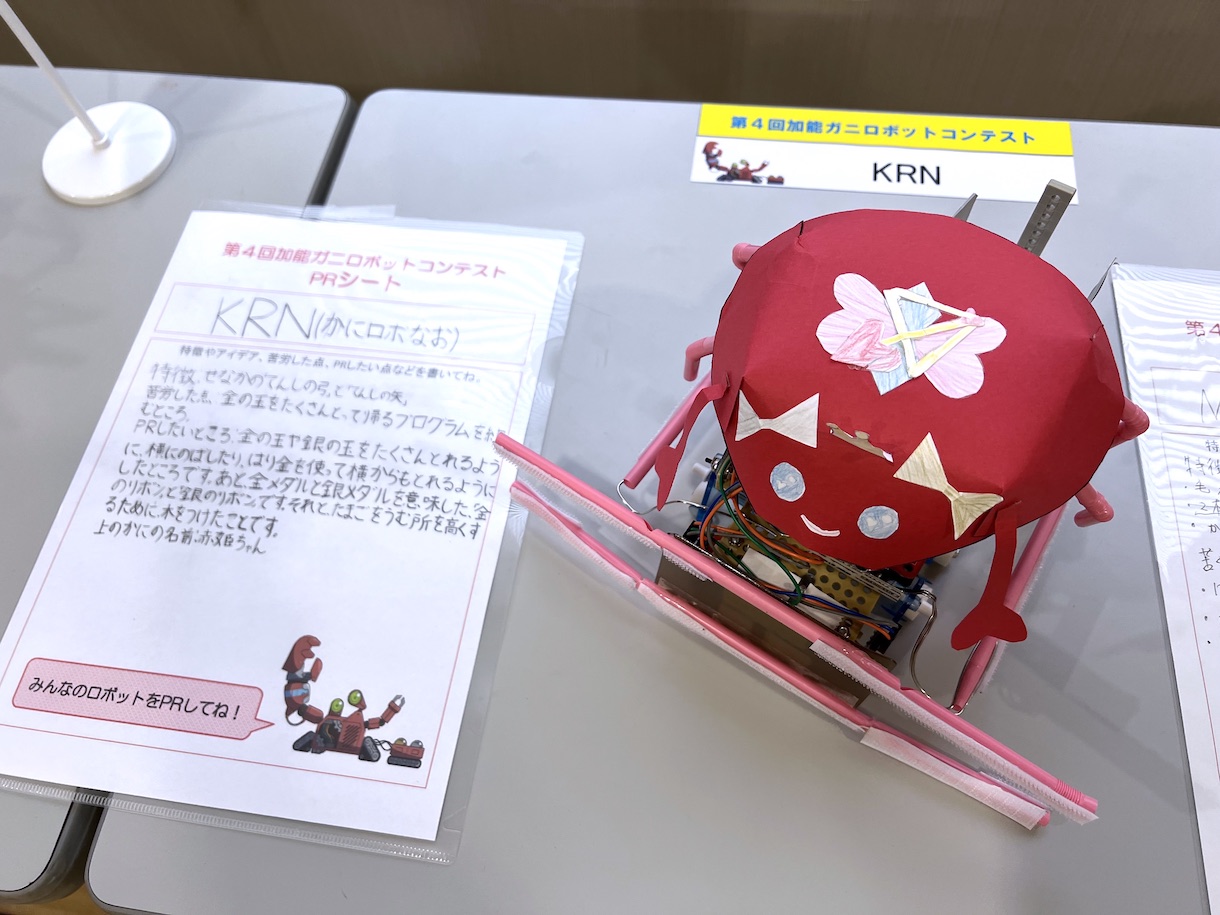 第4回加能ガニロボットコンテスト
KRN
第4回加能ガニロボットコンテスト
PRシート
KRN(かにロボなお)
特徴やアイデア、苦労した点、PRしたい点などを書いてね。
特徴、せなかの「てんしの弓」と「てんしの矢」
苦労した点、金の玉をたくさんとって帰るプログラムを
むところ。
PRしたいところ、金の玉や銀の玉をたくさんとれるよう
に、横にのばしたり、はり金を使って横からもとれるように
したところです。あと、金メダルと銀メダルを意味した、金
のリボンと銀のリボンです。それと、たまごをうむ所を高くす
るために、木をつけたことです。
上のかにの名前、赤姫ちゃん
みんなのロボットをPRしてね!
第4